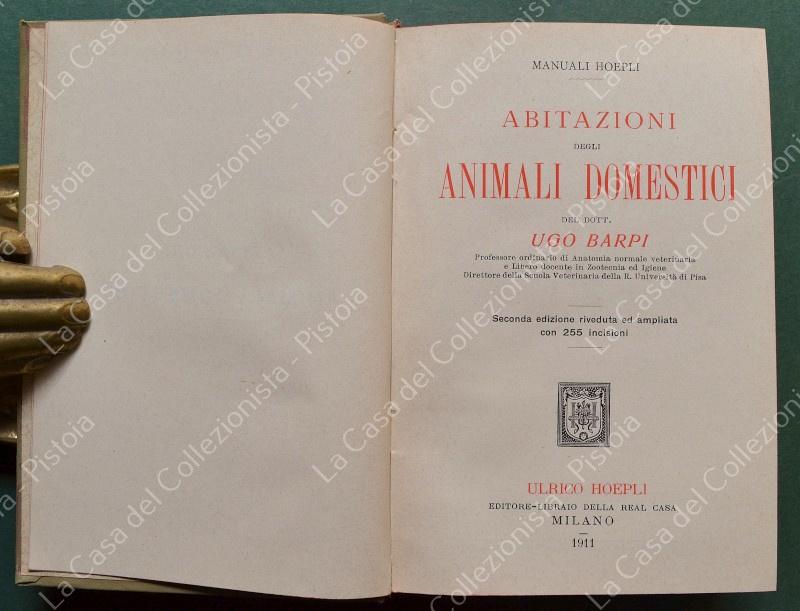 MANUALI HOEPLI
ABITAZIONI
DEGLI
ANIMALI DOMESTICI
DEL DOTT.
UGO BARPI
Professore ordinario di Anatomia normale veterinaria
e Libero docente in Zootecnia ed Igiene
Direttore della Scuola Veterinaria della R. Università di Pisa
Seconda edizione riveduta ed ampliata
con 255 incisioni
ULRICO HOEPLI
EDITORE-LIBRAIO DELLA REAL CASA
MILANO
1911
La Casa del Collezionista - Pistoia